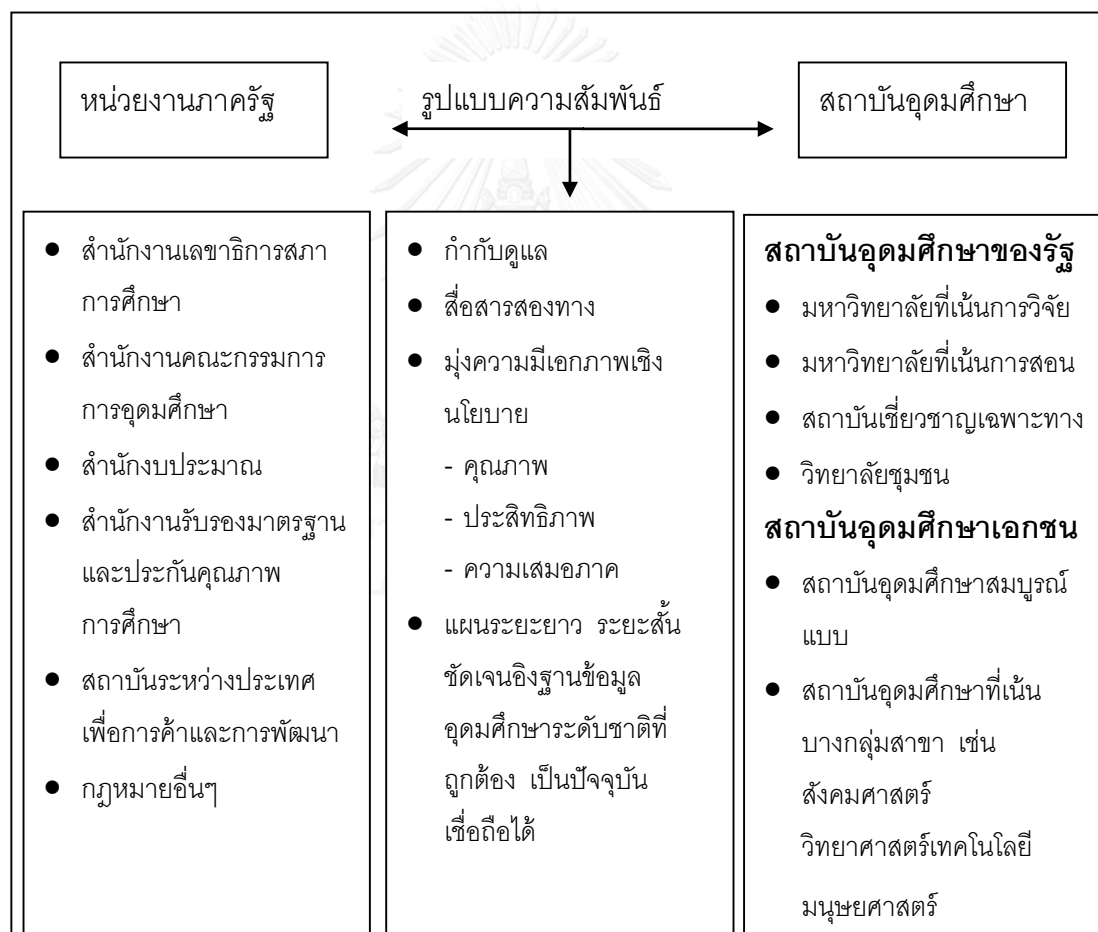 หน่วยงานภาครัฐ
รูปแบบความสัมพันธ์
สถาบันอุดมศึกษา
● สำนักงานเลขาธิการสภา
การศึกษา
● สำนักงานคณะกรรมการ
การอุดมศึกษา
● สำนักงบประมาณ
● สำนักงานรับรองมาตรฐาน
และประกันคุณภาพ
การศึกษา
● สถาบันระหว่างประเทศ
เพื่อการค้าและการพัฒนา
● กฎหมายอื่นๆ
● กำกับดูแล
● สื่อสารสองทาง
● มุ่งความมีเอกภาพเชิง
นโยบาย
- คุณภาพ
- ประสิทธิภาพ
- ความเสมอภาค
● แผนระยะยาว ระยะสั้น
ชัดเจนอิงฐานข้อมูล
อุดมศึกษาระดับชาติที่
ถูกต้อง เป็นปัจจุบัน
เชื่อถือได้
สถาบันอุดมศึกษาของรัฐ
● มหาวิทยาลัยที่เน้นการวิจัย
● มหาวิทยาลัยที่เน้นการสอน
● สถาบันเชี่ยวชาญเฉพาะทาง
● วิทยาลัยชุมชน
สถาบันอุดมศึกษาเอกชน
● สถาบันอุดมศึกษาสมบูรณ์
แบบ
● สถาบันอุดมศึกษาที่เน้น
บางกลุ่มสาขา เช่น
สังคมศาสตร์
วิทยาศาสตร์เทคโนโลยี
มนุษยศาสตร์